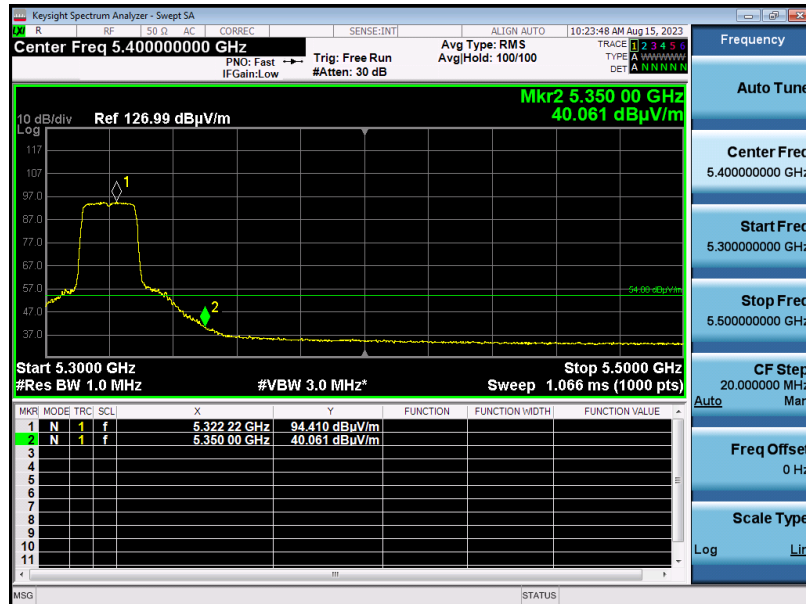 Keysight Spectrum Analyzer - Swept SA
LXI R RF 50 Ω AC CORREC SENSE:INT ALIGN AUTO 10:23:48 AM Aug 15, 2023
Center Freq 5.400000000 GHz
PNO: Fast
IFGain:Low
Trig: Free Run
#Atten: 30 dB
Avg Type: RMS
Avg|Hold: 100/100
TRACE 1 2 3 4 5 6
TYPE A WWWWW
DET A N N N N N
Mkr2 5.350 00 GHz
40.061 dBµV/m
10 dB/div Ref 126.99 dBµV/m
Log
117
107
97.0
87.0
77.0
67.0
57.0
47.0
37.0
1
2
54.00 dBµV/m
Start 5.3000 GHz Stop 5.5000 GHz
#Res BW 1.0 MHz #VBW 3.0 MHz* Sweep 1.066 ms (1000 pts)
MKR MODE TRC SCL X Y FUNCTION FUNCTION WIDTH FUNCTION VALUE
1 N 1 f 5.322 22 GHz 94.410 dBµV/m
2 N 1 f 5.350 00 GHz 40.061 dBµV/m
3
4
5
6
7
8
9
10
11
MSG STATUS
Frequency
Auto Tune
Center Freq
5.400000000 GHz
Start Freq
5.300000000 GHz
Stop Freq
5.500000000 GHz
CF Step
20.000000 MHz
Auto Man
Freq Offset
0 Hz
Scale Type
Log Lin